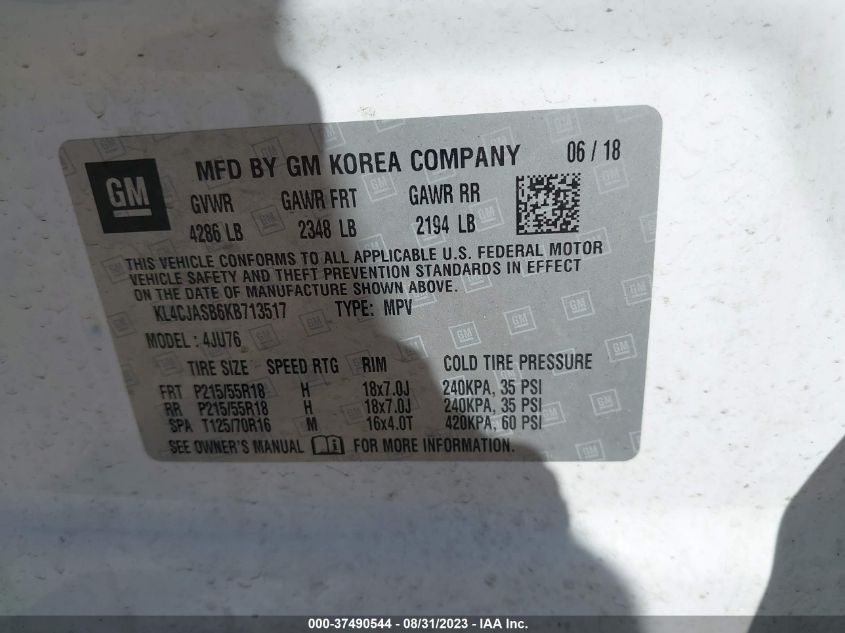 GM
MFD BY GM KOREA COMPANY 06 / 18
GVWR GAWR FRT GAWR RR
4286 LB 2348 LB 2194 LB
THIS VEHICLE CONFORMS TO ALL APPLICABLE U.S. FEDERAL MOTOR
VEHICLE SAFETY AND THEFT PREVENTION STANDARDS IN EFFECT
ON THE DATE OF MANUFACTURE SHOWN ABOVE.
KL4CJASB6KB713517 TYPE: MPV
MODEL: 4JU76
TIRE SIZE SPEED RTG RIM COLD TIRE PRESSURE
FRT P215/55R18 H 18x7.0J 240KPA, 35 PSI
RR P215/55R18 H 18x7.0J 240KPA, 35 PSI
SPA T125/70R16 M 16x4.0T 420KPA, 60 PSI
SEE OWNER'S MANUAL FOR MORE INFORMATION.
000-37490544 / 08/31/2023 - IAA Inc.